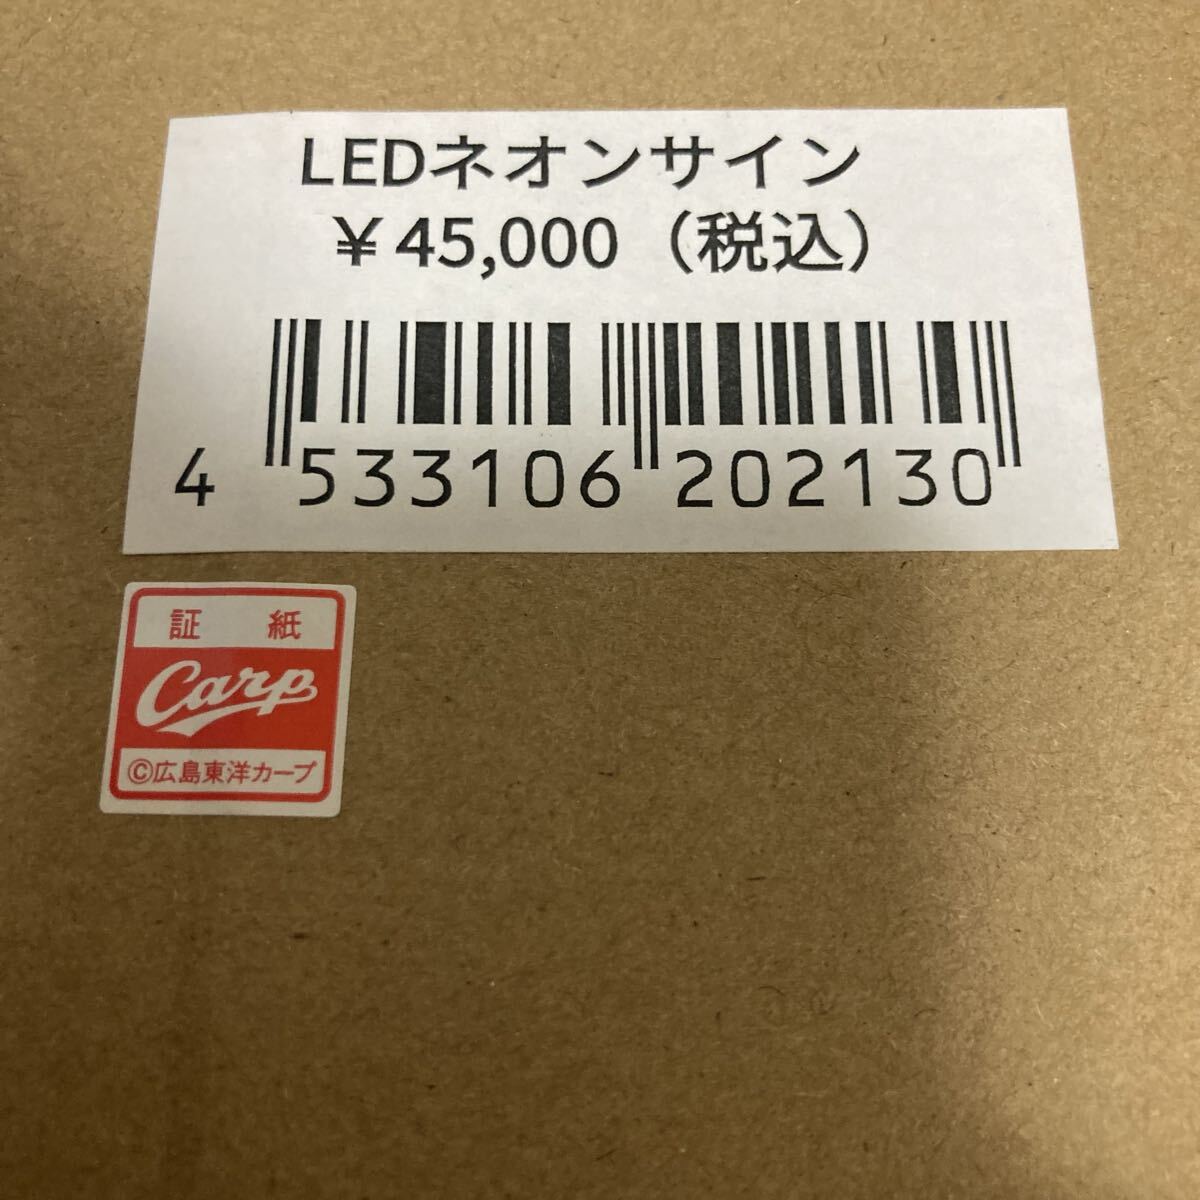 LEDネオンサイン
¥45,000（税込）
4 533106 202130
証 紙
Carp
©広島東洋カープ